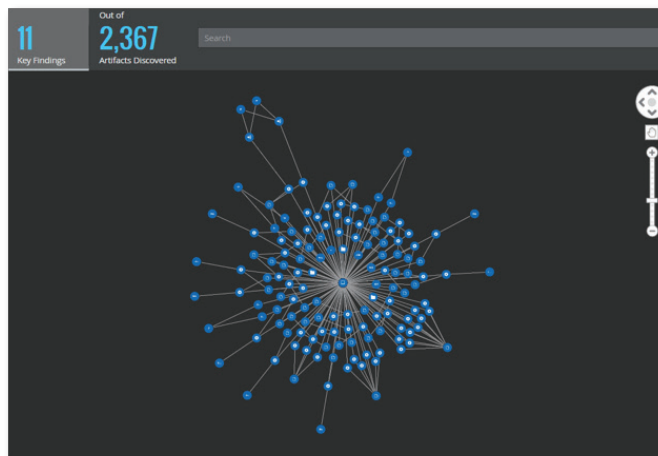 11
Key Findings
Out of
2,367
Artifacts Discovered
Search